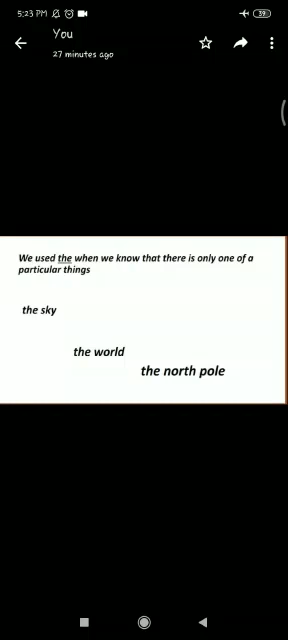 5:23 PM
39
You
27 minutes ago
We used the when we know that there is only one of a
particular things
the sky
the world
the north pole